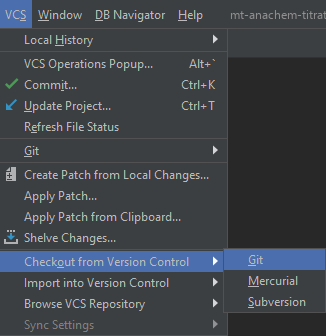 VCS Window DB Navigator Help mt-anachem-titrat
Local History
VCS Operations Popup... Alt+`
Commit... Ctrl+K
Update Project... Ctrl+T
Refresh File Status
Git
Create Patch from Local Changes...
Apply Patch...
Apply Patch from Clipboard...
Shelve Changes...
Checkout from Version Control Git
Import into Version Control Mercurial
Browse VCS Repository Subversion
Sync Settings